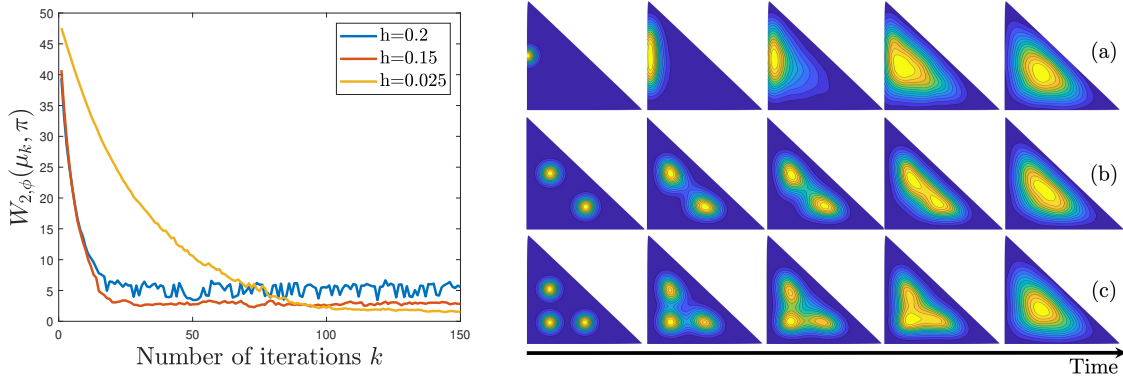 50
45
40
35
30
25
20
15
10
5
0
W₂,ϕ(μₖ, π)
h=0.2
h=0.15
h=0.025
0 50 100 150
Number of iterations k
(a)
(b)
(c)
Time